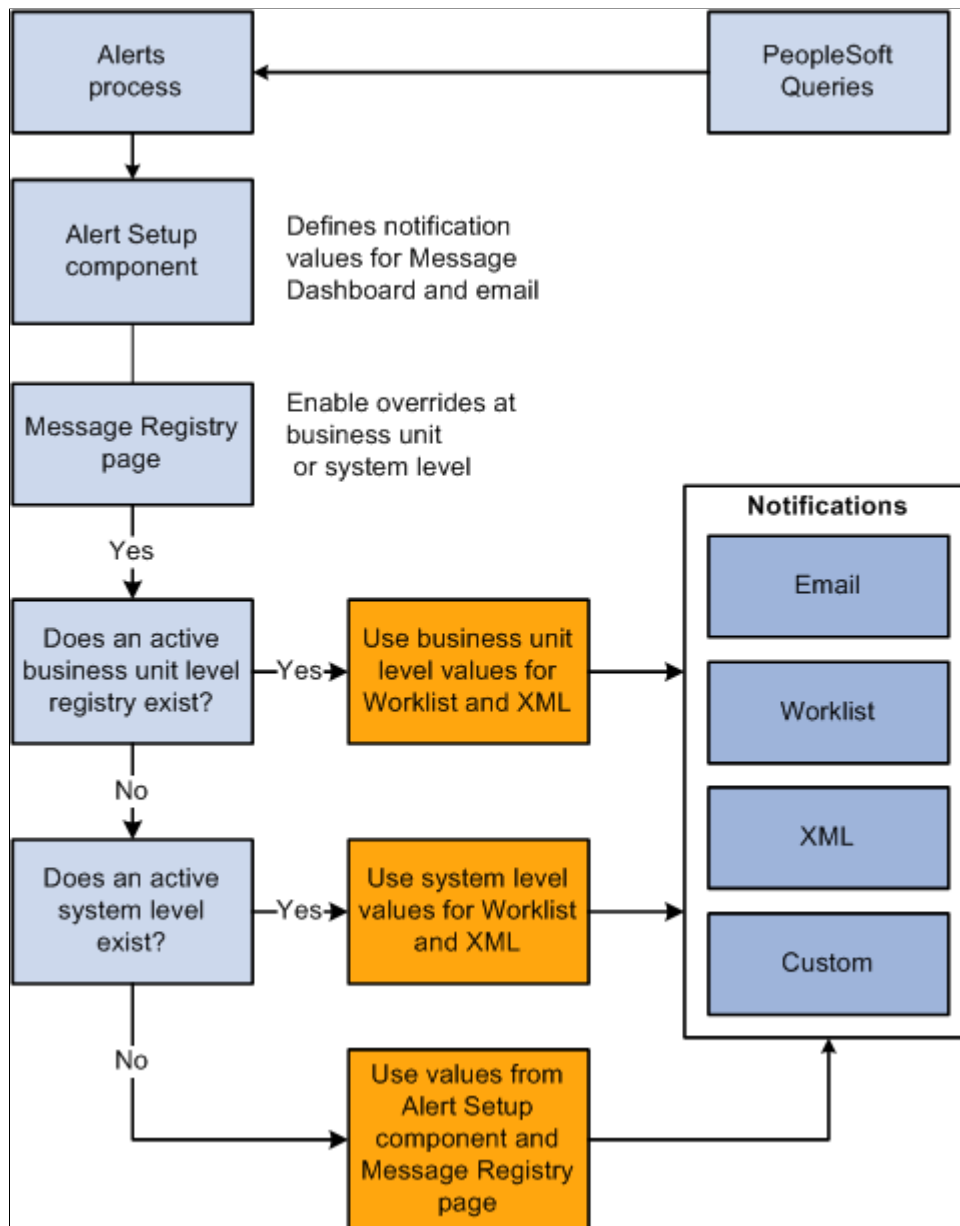 Alerts
process
PeopleSoft
Queries
Alert Setup
component
Defines notification
values for Message
Dashboard and email
Message Registry
page
Enable overrides at
business unit
or system level
Yes
Does an active
business unit level
registry exist?
Yes
Use business unit
level values for
Worklist and XML
Notifications
Email
Worklist
XML
Custom
No
Does an active
system level
exist?
Yes
Use system level
values for Worklist
and XML
No
Use values from
Alert Setup
component and
Message Registry
page